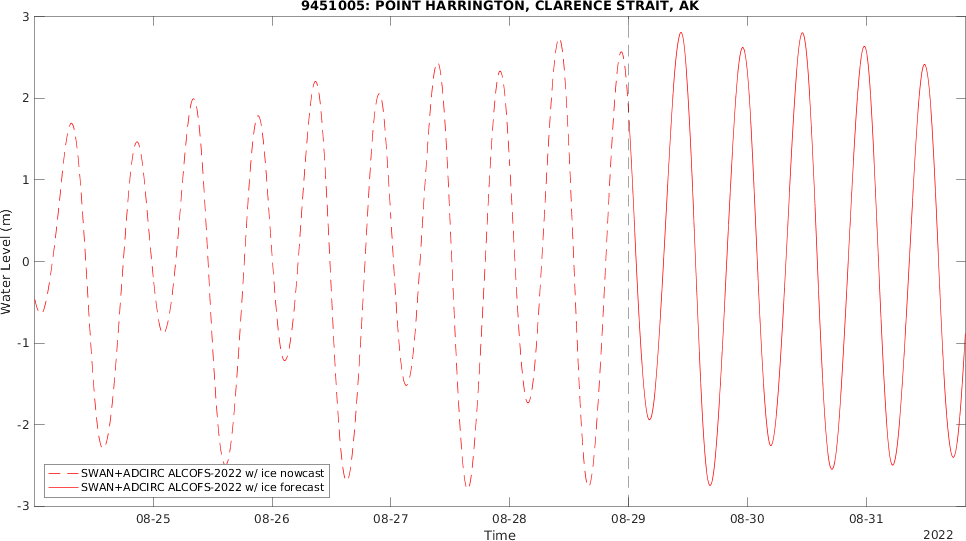 9451005: POINT HARRINGTON, CLARENCE STRAIT, AK
3
2
1
0
-1
-2
-3
Water Level (m)
SWAN+ADCIRC ALCOFS-2022 w/ ice nowcast
SWAN+ADCIRC ALCOFS-2022 w/ ice forecast
08-25 08-26 08-27 08-28 08-29 08-30 08-31
Time
2022